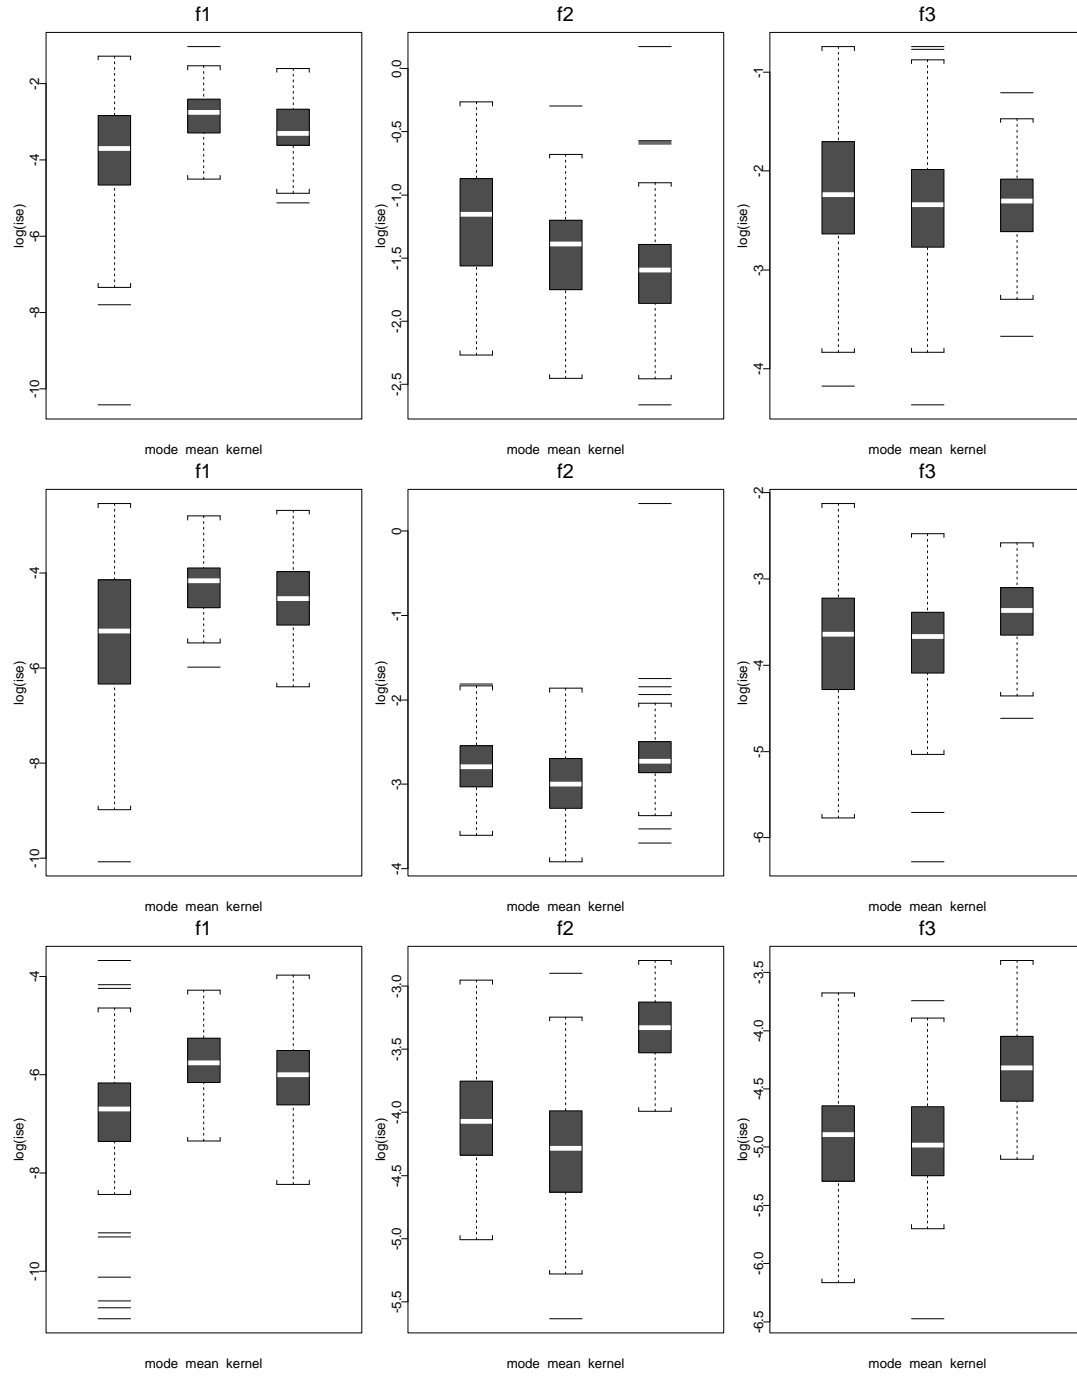 f1 f2 f3
log(ise) log(ise) log(ise)
-2 -4 -6 -8 -10
0.0 -0.5 -1.0 -1.5 -2.0 -2.5
-1 -2 -3 -4
mode mean kernel mode mean kernel mode mean kernel
f1 f2 f3
log(ise) log(ise) log(ise)
-4 -6 -8 -10
0 -1 -2 -3 -4
-2 -3 -4 -5 -6
mode mean kernel mode mean kernel mode mean kernel
f1 f2 f3
log(ise) log(ise) log(ise)
-4 -6 -8 -10
-3.0 -3.5 -4.0 -4.5 -5.0 -5.5
-3.5 -4.0 -4.5 -5.0 -5.5 -6.0 -6.5
mode mean kernel mode mean kernel mode mean kernel